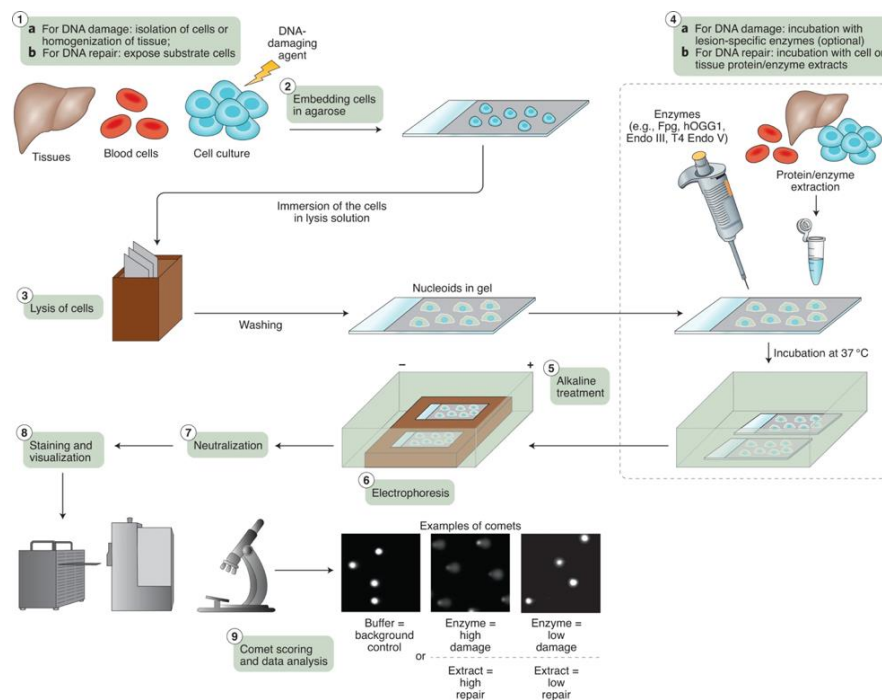 1
a For DNA damage: isolation of cells or
homogenization of tissue;
b For DNA repair: expose substrate cells
DNA-
damaging
agent
Tissues
Blood cells
Cell culture
2
Embedding cells
in agarose
4
a For DNA damage: incubation with
lesion-specific enzymes (optional)
b For DNA repair: incubation with cell or
tissue protein/enzyme extracts
Enzymes
(e.g., Fpg, hOGG1,
Endo III, T4 Endo V)
Protein/enzyme
extraction
Immersion of the cells
in lysis solution
3
Lysis of cells
Washing
Nucleoids in gel
Incubation at 37 °C
– +
5
Alkaline
treatment
6
Electrophoresis
7
Neutralization
8
Staining and
visualization
Examples of comets
Buffer =
background
control
Enzyme =
high
damage
Enzyme =
low
damage
or
Extract =
high
repair
Extract =
low
repair
9
Comet scoring
and data analysis